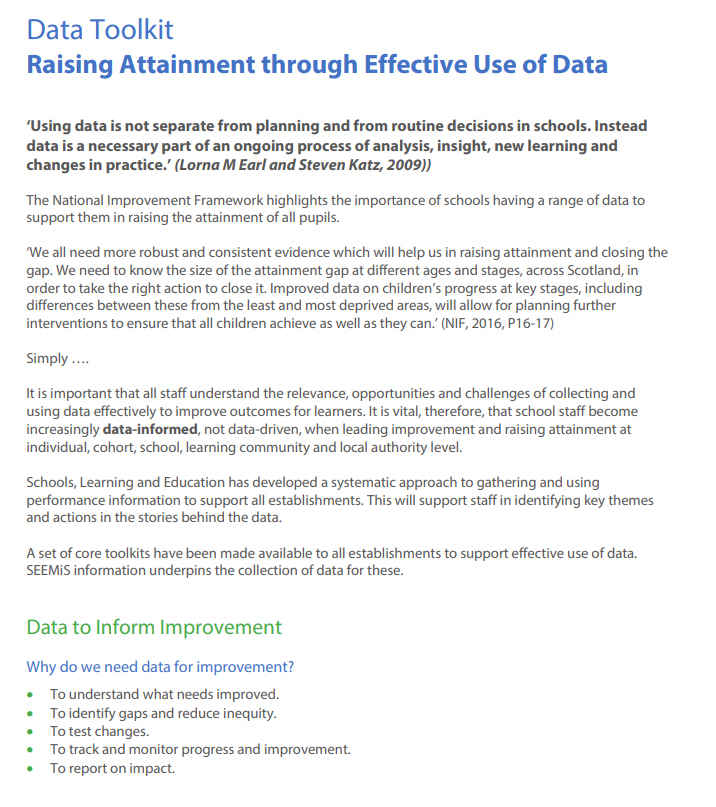 Data Toolkit
Raising Attainment through Effective Use of Data
‘Using data is not separate from planning and from routine decisions in schools. Instead
data is a necessary part of an ongoing process of analysis, insight, new learning and
changes in practice.’ (Lorna M Earl and Steven Katz, 2009))
The National Improvement Framework highlights the importance of schools having a range of data to
support them in raising the attainment of all pupils.
‘We all need more robust and consistent evidence which will help us in raising attainment and closing the
gap. We need to know the size of the attainment gap at different ages and stages, across Scotland, in
order to take the right action to close it. Improved data on children’s progress at key stages, including
differences between these from the least and most deprived areas, will allow for planning further
interventions to ensure that all children achieve as well as they can.’ (NIF, 2016, P16-17)
Simply ….
It is important that all staff understand the relevance, opportunities and challenges of collecting and
using data effectively to improve outcomes for learners. It is vital, therefore, that school staff become
increasingly data-informed, not data-driven, when leading improvement and raising attainment at
individual, cohort, school, learning community and local authority level.
Schools, Learning and Education has developed a systematic approach to gathering and using
performance information to support all establishments. This will support staff in identifying key themes
and actions in the stories behind the data.
A set of core toolkits have been made available to all establishments to support effective use of data.
SEEMiS information underpins the collection of data for these.
Data to Inform Improvement
Why do we need data for improvement?
• To understand what needs improved.
• To identify gaps and reduce inequity.
• To test changes.
• To track and monitor progress and improvement.
• To report on impact.